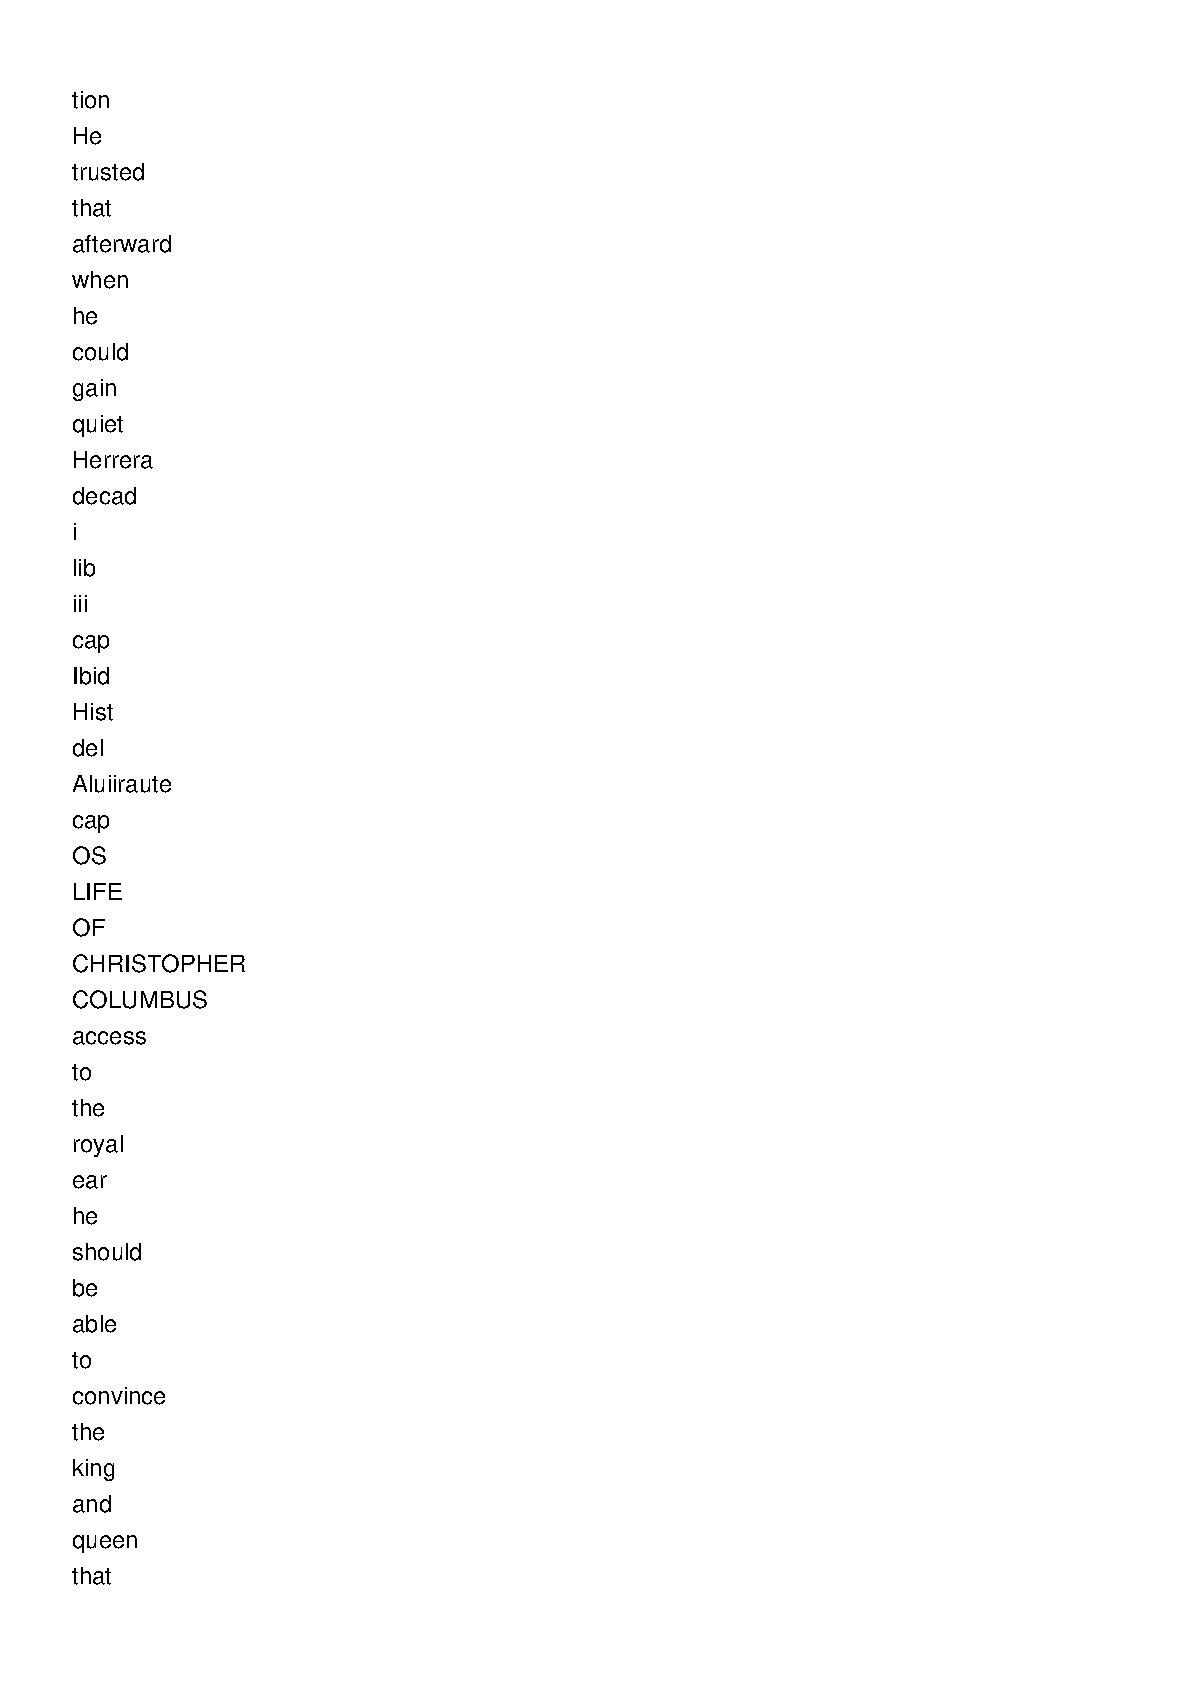 tion
He
trusted
that
afterward
when
he
could
gain
quiet
Herrera
decad
i
lib
iii
cap
Ibid
Hist
del
Aluiiraute
cap
OS
LIFE
OF
CHRISTOPHER
COLUMBUS
access
to
the
royal
ear
he
should
be
able
to
convince
the
king
and
queen
that